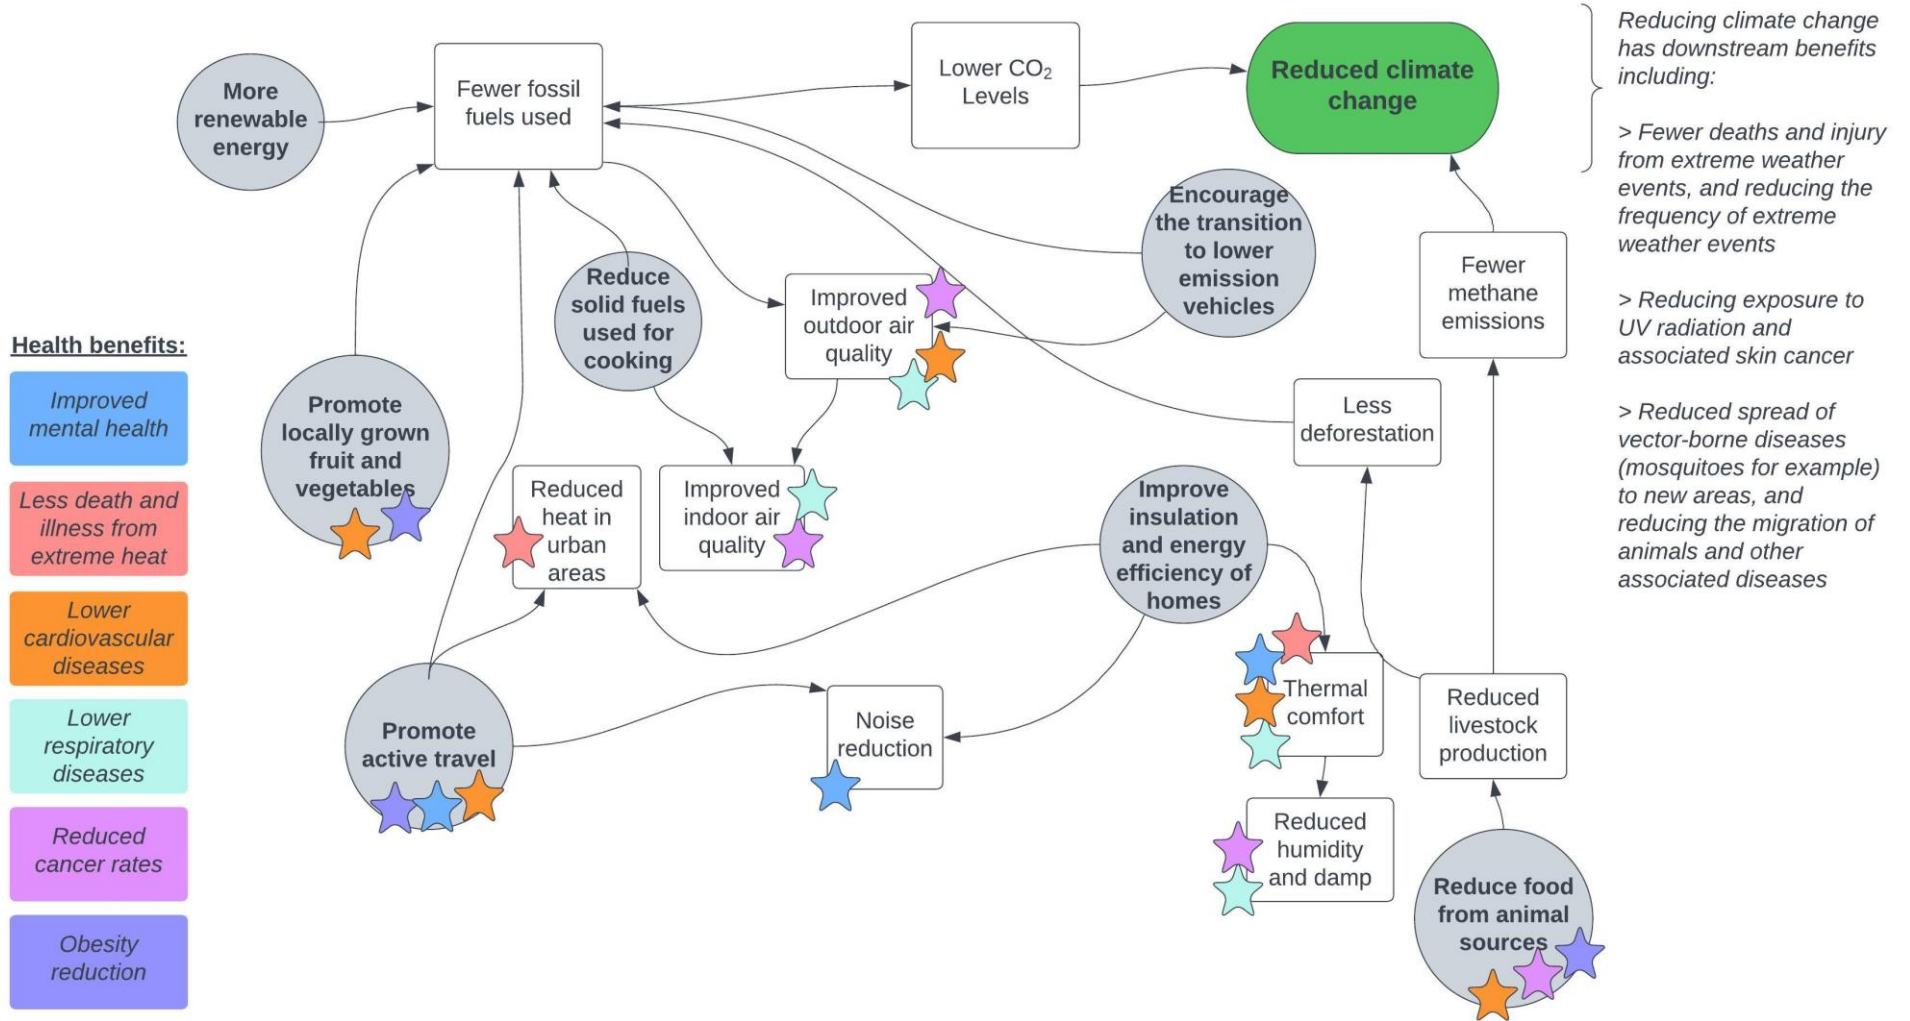 More
renewable
energy
Fewer fossil
fuels used
Lower CO₂
Levels
Reduced climate
change
Reducing climate change
has downstream benefits
including:
> Fewer deaths and injury
from extreme weather
events, and reducing the
frequency of extreme
weather events
> Reducing exposure to
UV radiation and
associated skin cancer
> Reduced spread of
vector-borne diseases
(mosquitoes for example)
to new areas, and
reducing the migration of
animals and other
associated diseases
Encourage
the transition
to lower
emission
vehicles
Fewer
methane
emissions
Reduce
solid fuels
used for
cooking
Improved
outdoor air
quality
Health benefits:
Improved
mental health
Less death and
illness from
extreme heat
Lower
cardiovascular
diseases
Lower
respiratory
diseases
Reduced
cancer rates
Obesity
reduction
Promote
locally grown
fruit and
vegetables
Less
deforestation
Reduced
heat in
urban
areas
Improved
indoor air
quality
Improve
insulation
and energy
efficiency of
homes
Promote
active travel
Noise
reduction
Thermal
comfort
Reduced
livestock
production
Reduced
humidity
and damp
Reduce food
from animal
sources